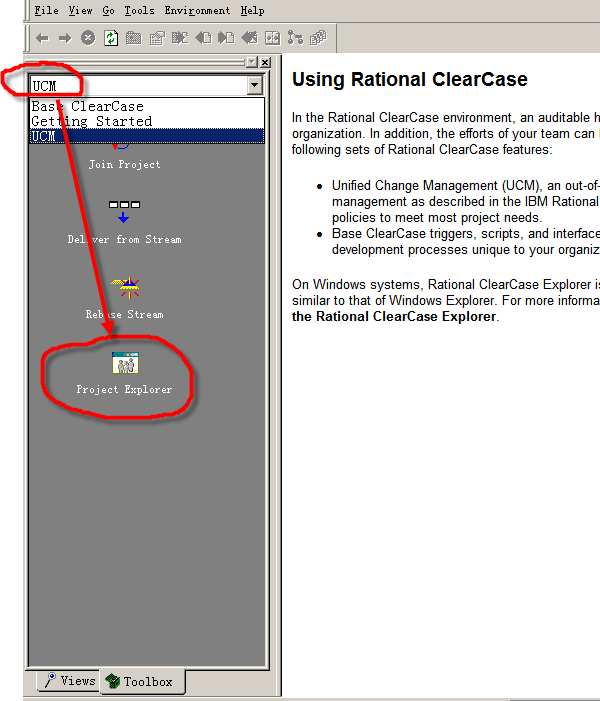 File View Go Tools Environment Help
UCM
Base ClearCase
Getting Started
UCM
Join Project
Deliver from Stream
Rebase Stream
Project Explorer
Views
Toolbox
Using Rational ClearCase
In the Rational ClearCase environment, an auditable h
organization. In addition, the efforts of your team can
following sets of Rational ClearCase features:
• Unified Change Management (UCM), an out-of-
management as described in the IBM Rational
policies to meet most project needs.
• Base ClearCase triggers, scripts, and interface
development processes unique to your organiz
On Windows systems, Rational ClearCase Explorer is
similar to that of Windows Explorer. For more informa
the Rational ClearCase Explorer.